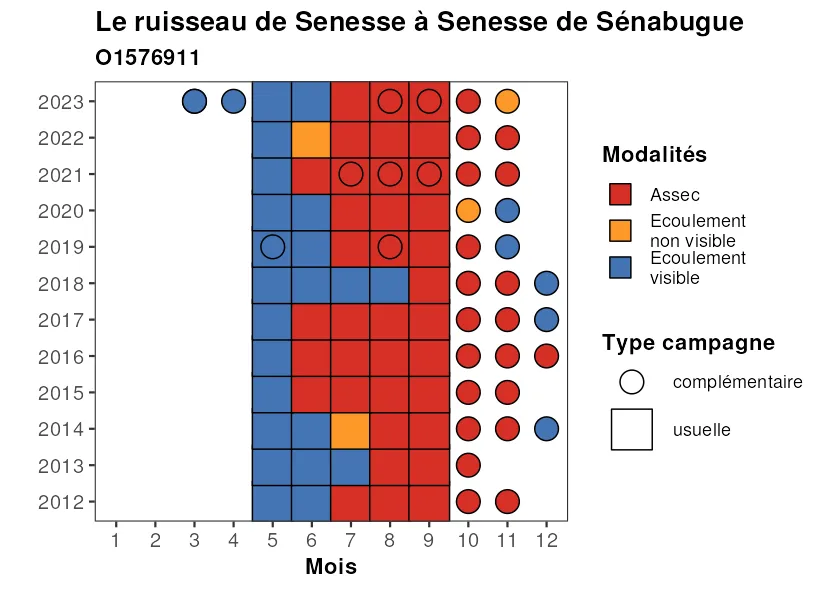 Le ruisseau de Senesse à Senesse de Sénabugue
O1576911
2023
2022
2021
2020
2019
2018
2017
2016
2015
2014
2013
2012
1 2 3 4 5 6 7 8 9 10 11 12
Mois
Modalités
Assec
Ecoulement
non visible
Ecoulement
visible
Type campagne
complémentaire
usuelle